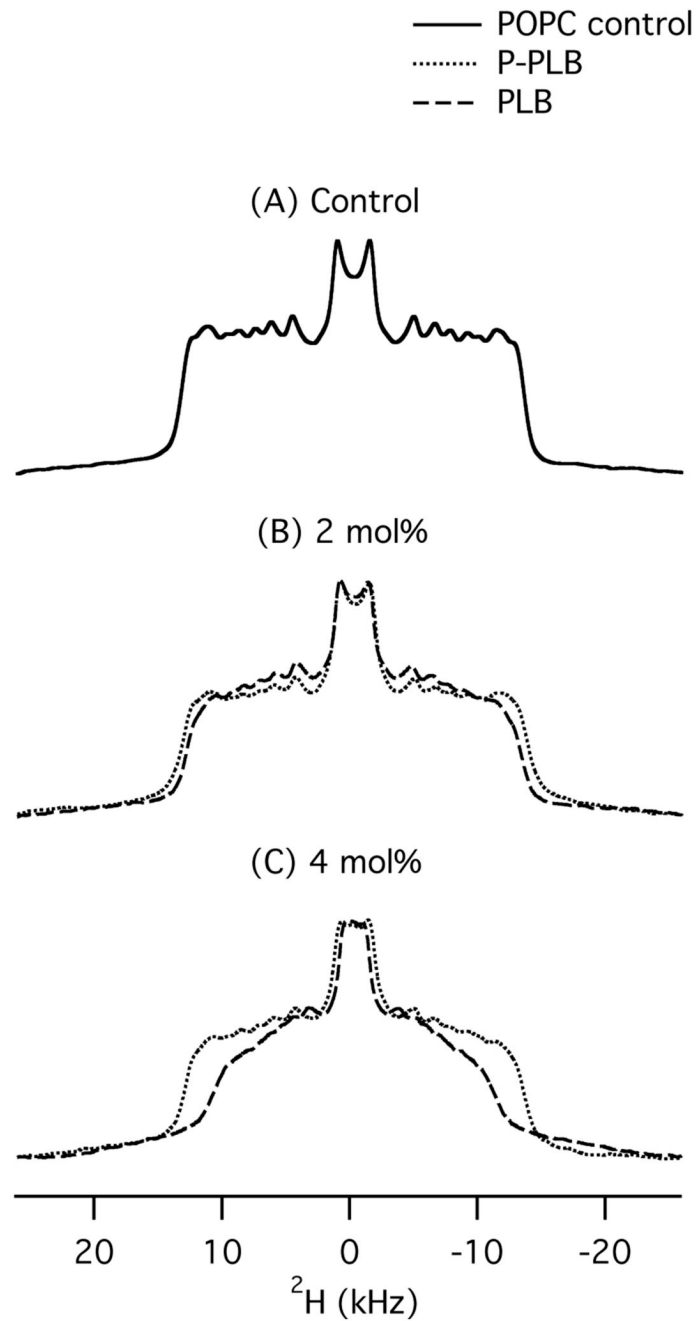 POPC control
P-PLB
PLB
(A) Control
(B) 2 mol%
(C) 4 mol%
20 10 0 -10 -20
²H (kHz)